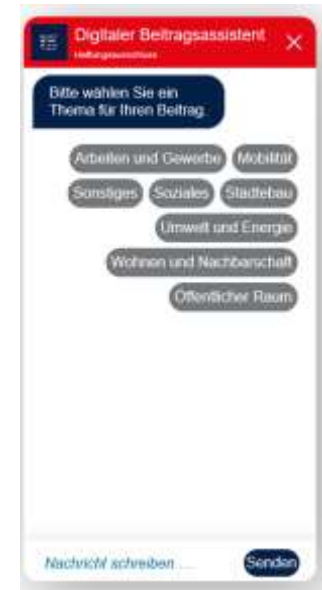 Digitaler Beitragsassistent
Haftungsausschluss
Bitte wählen Sie ein
Thema für Ihren Beitrag.
Arbeiten und Gewerbe Mobilität
Sonstiges Soziales Städtebau
Umwelt und Energie
Wohnen und Nachbarschaft
Öffentlicher Raum
Nachricht schreiben ...
Senden